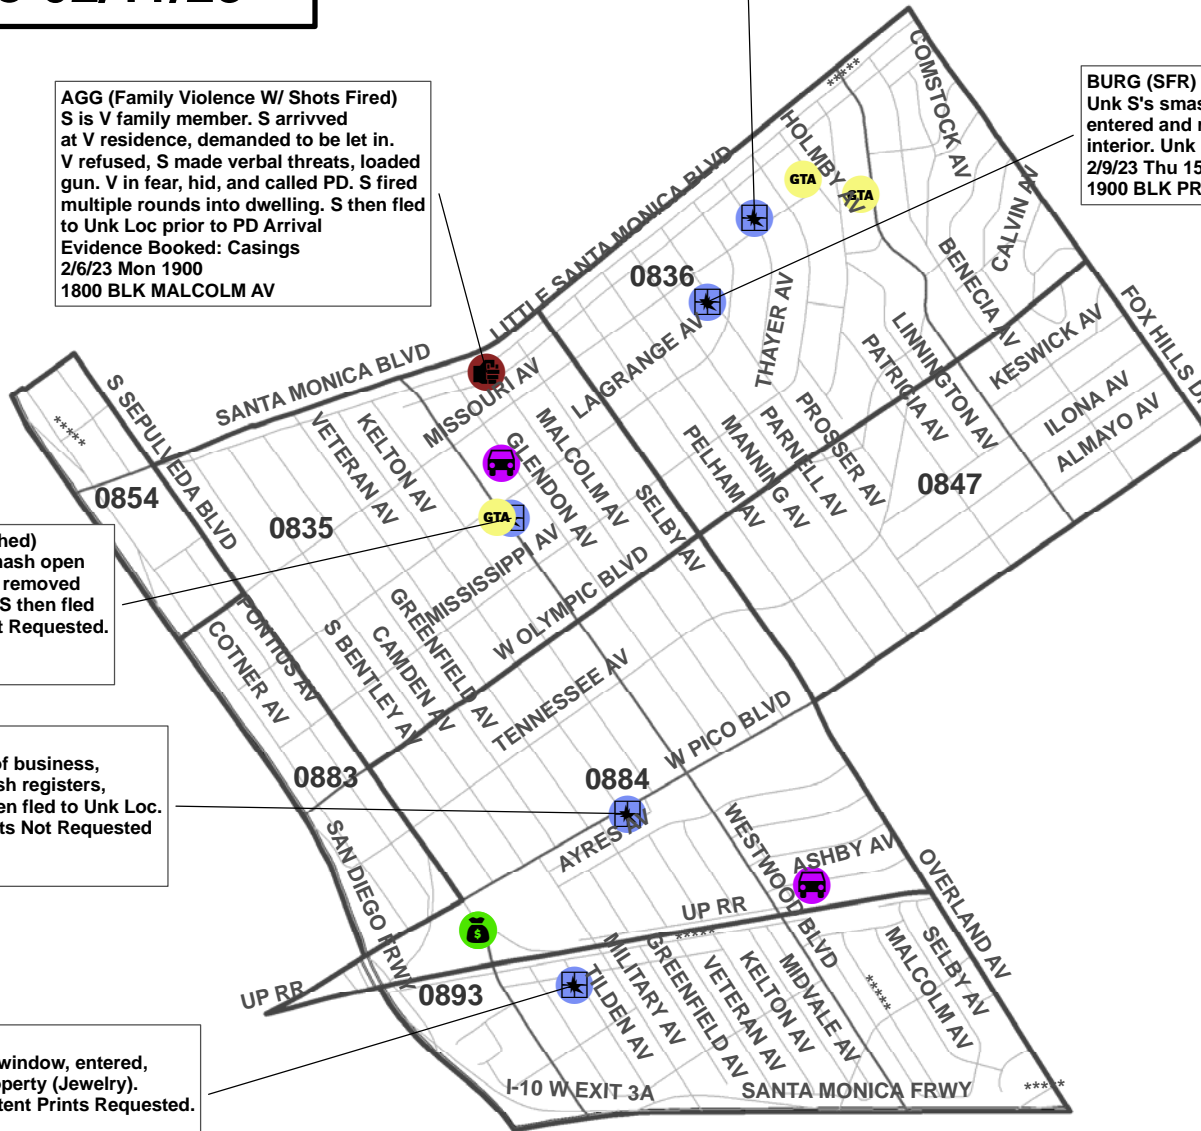 AGG (Family Violence W/ Shots Fired)
S is V family member. S arrivved
at V residence, demanded to be let in.
V refused, S made verbal threats, loaded
gun. V in fear, hid, and called PD. S fired
multiple rounds into dwelling. S then fled
to Unk Loc prior to PD Arrival
Evidence Booked: Casings
2/6/23 Mon 1900
1800 BLK MALCOLM AV
BURG (SFR)
Unk S's smas
entered and
interior. Unk
2/9/23 Thu 15
1900 BLK PR
hed)
mash open
removed
S then fled
t Requested.
of business,
sh registers,
en fled to Unk Loc.
ts Not Requested
window, entered,
operty (Jewelry).
tent Prints Requested.
COMSTOCK AV
*****
HOLMBY AV
GTA
GTA
CALVIN AV
BENECIA AV
LITTLE SANTA MONICA BLVD
0836
THAYER AV
LA GRANGE AV
LINNINGTON AV
PATRICIA AV
KESWICK AV
FOX HILLS DR
ILONA AV
ALMAYO AV
SANTA MONICA BLVD
MISSOURI AV
S SEPULVEDA BLVD
*****
VETERAN AV
KELTON AV
GLENDON AV
MALCOLM AV
PROSSER AV
PARNELL AV
MANNING AV
PELHAM AV
SELBY AV
0847
0854
0835
GTA
MISSISSIPPI AV
W OLYMPIC BLVD
PONTIUS AV
COTNER AV
GREENFIELD AV
CAMDEN AV
S BENTLEY AV
TENNESSEE AV
W PICO BLVD
0883
0884
AYRES AV
SAN DIEGO FRWY
WESTWOOD BLVD
ASHBY AV
OVERLAND AV
$
UP RR
*****
UP RR
0893
TILDEN AV
MILITARY AV
GREENFIELD AV
VETERAN AV
KELTON AV
MIDVALE AV
*****
MALCOLM AV
SELBY AV
I-10 W EXIT 3A
SANTA MONICA FRWY
*****